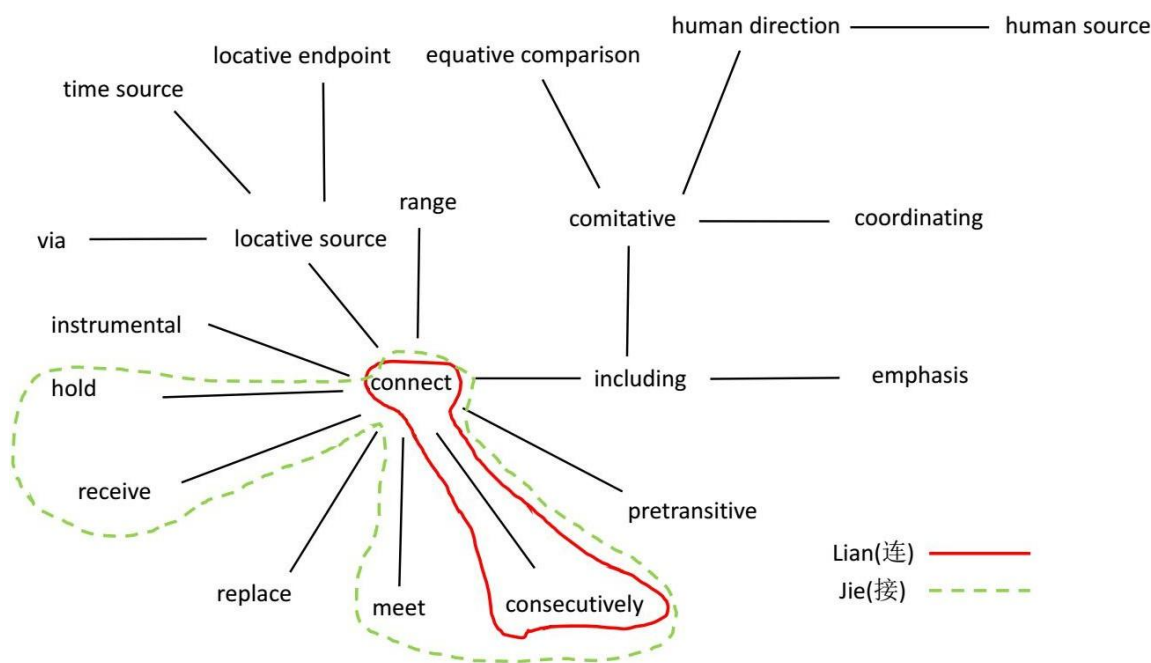 human direction
human source
locative endpoint
equative comparison
time source
range
comitative
coordinating
via
locative source
instrumental
hold
connect
including
emphasis
receive
pretransitive
Lian(连)
replace
meet
consecutively
Jie(接)